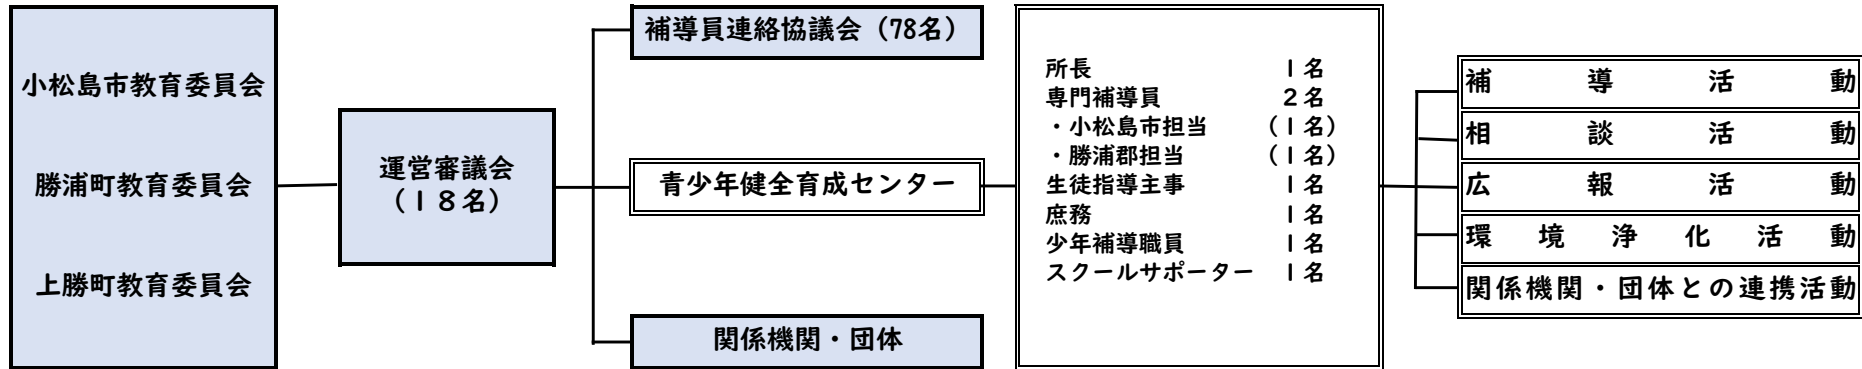 小松島市教育委員会
勝浦町教育委員会
上勝町教育委員会
運営審議会
（１８名）
補導員連絡協議会（78名）
青少年健全育成センター
関係機関・団体
所長 １名
専門補導員 ２名
・小松島市担当 （１名）
・勝浦郡担当 （１名）
生徒指導主事 １名
庶務 １名
少年補導職員 １名
スクールサポーター １名
補導活動
相談活動
広報活動
環境浄化活動
関係機関・団体との連携活動